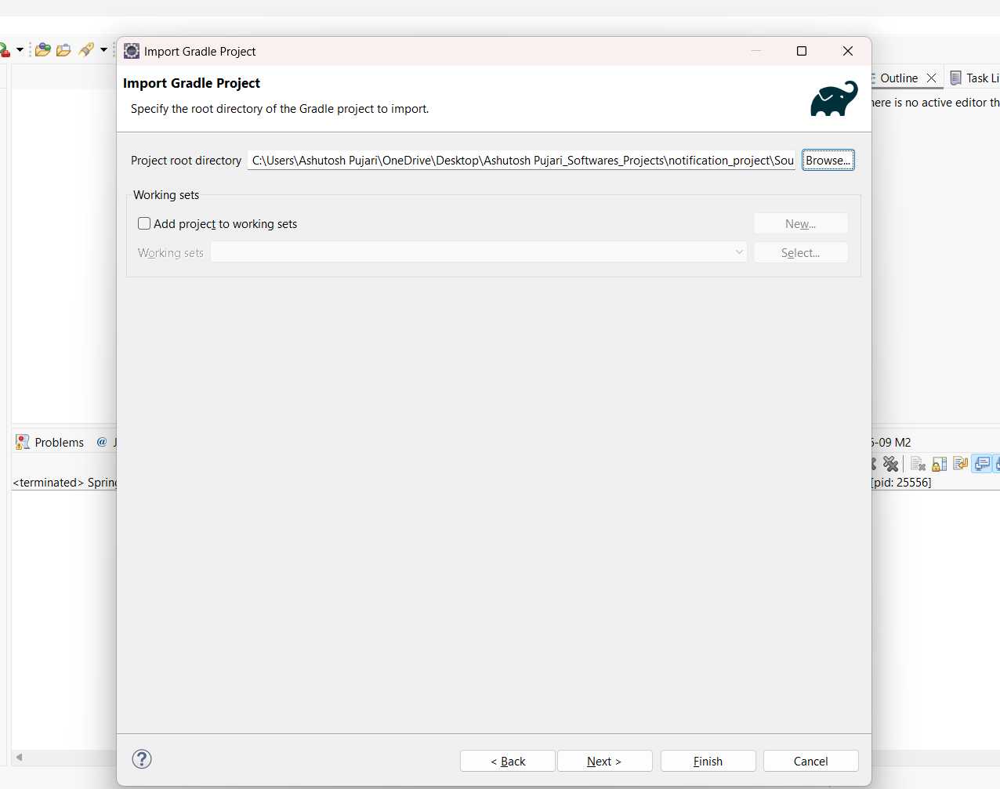 Import Gradle Project
Import Gradle Project
Specify the root directory of the Gradle project to import.
Outline
Task Li
here is no active editor th
Project root directory
C:\Users\Ashutosh Pujari\OneDrive\Desktop\Ashutosh Pujari_Softwares_Projects\notification_project\Sou
Browse...
Working sets
Add project to working sets
New...
Working sets
Select...
Problems
@ J
-09 M2
<terminated> Spring
[pid: 25556]
?
< Back
Next >
Finish
Cancel